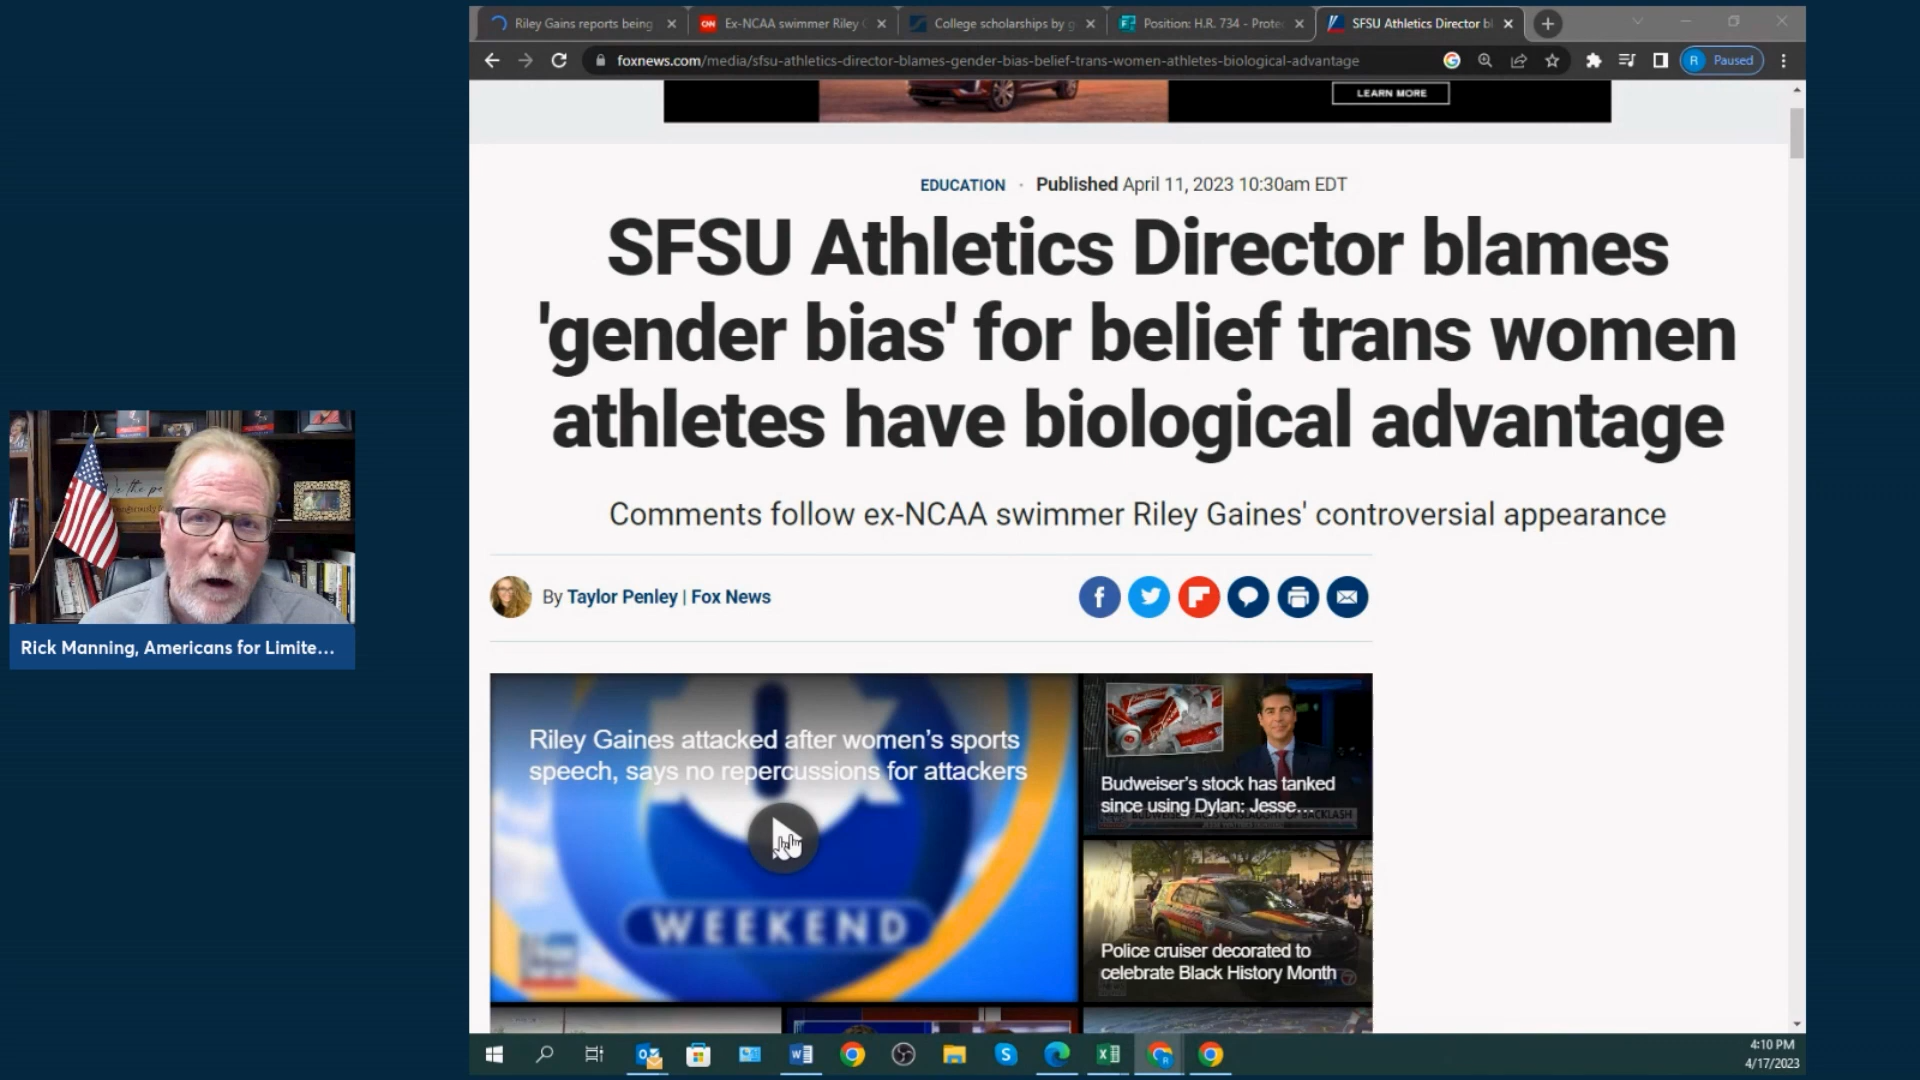 Riley Gains reports being
Ex-NCAA swimmer Riley
College scholarships by g
Position: H.R. 734 - Prote
SFSU Athletics Director bl
foxnews.com/media/sfsu-athletics-director-blames-gender-bias-belief-trans-women-athletes-biological-advantage
R Paused
LEARN MORE
EDUCATION · Published April 11, 2023 10:30am EDT
SFSU Athletics Director blames
'gender bias' for belief trans women
athletes have biological advantage
Comments follow ex-NCAA swimmer Riley Gaines' controversial appearance
By Taylor Penley | Fox News
Rick Manning, Americans for Limite...
Riley Gaines attacked after women's sports
speech, says no repercussions for attackers
WEEKEND
Budweiser's stock has tanked
since using Dylan: Jesse...
Police cruiser decorated to
celebrate Black History Month
4:10 PM
4/17/2023